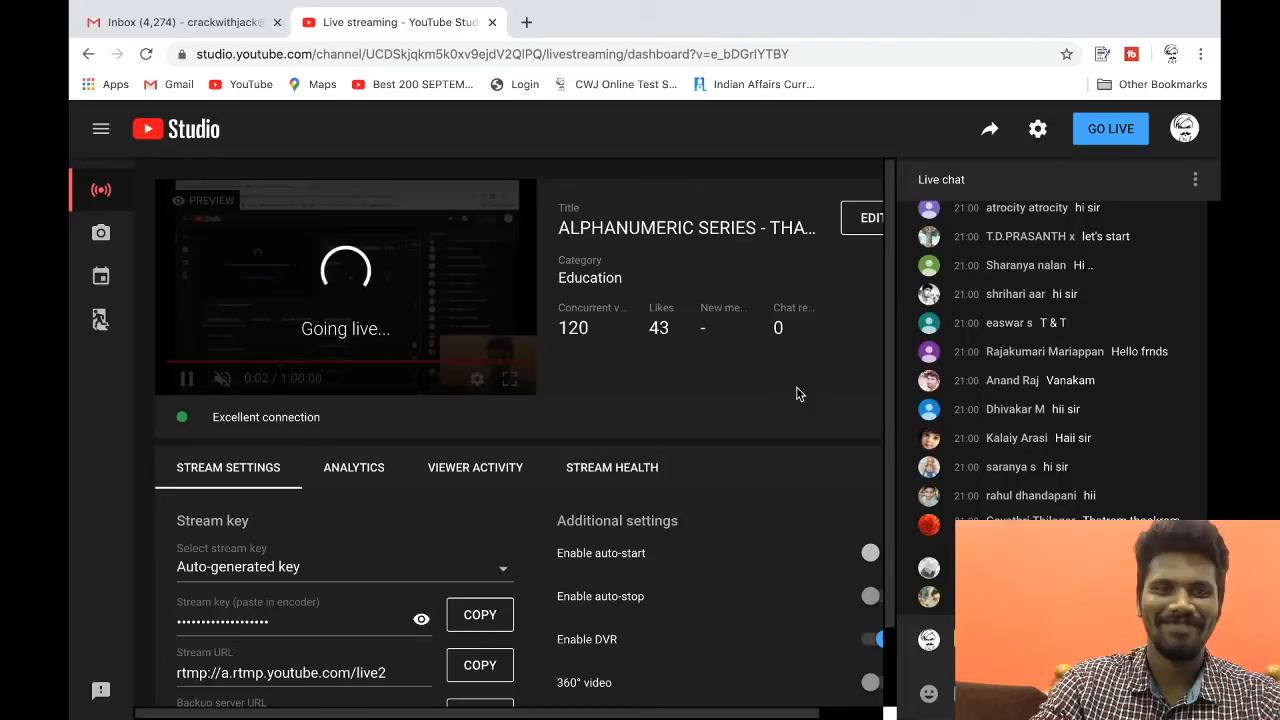 Inbox (4,274) - crackwithjack@
Live streaming - YouTube Stud
studio.youtube.com/channel/UCDSkjqkm5k0xv9ejdV2QlPQ/livestreaming/dashboard?v=e_bDGrlYTBY
Apps
Gmail
YouTube
Maps
Best 200 SEPTEM...
Login
CWJ Online Test S...
Indian Affairs Curr...
Other Bookmarks
Studio
GO LIVE
PREVIEW
Going live...
0:02 / 1:00:00
Title
ALPHANUMERIC SERIES - THA...
EDIT
Category
Education
Concurrent v...
Likes
New me...
Chat re...
120
43
-
0
Excellent connection
STREAM SETTINGS
ANALYTICS
VIEWER ACTIVITY
STREAM HEALTH
Stream key
Select stream key
Auto-generated key
Stream key (paste in encoder)
••••••••••••••••••
COPY
Stream URL
rtmp://a.rtmp.youtube.com/live2
COPY
Backup server URL
Additional settings
Enable auto-start
Enable auto-stop
Enable DVR
360° video
Live chat
21:00 atrocity atrocity hi sir
21:00 T.D.PRASANTH x let's start
21:00 Sharanya nalan Hi ..
21:00 shrihari aar hi sir
21:00 easwar s T & T
21:00 Rajakumari Mariappan Hello frnds
21:00 Anand Raj Vanakam
21:00 Dhivakar M hii sir
21:00 Kalaiy Arasi Haii sir
21:00 saranya s hi sir
21:00 rahul dhandapani hii